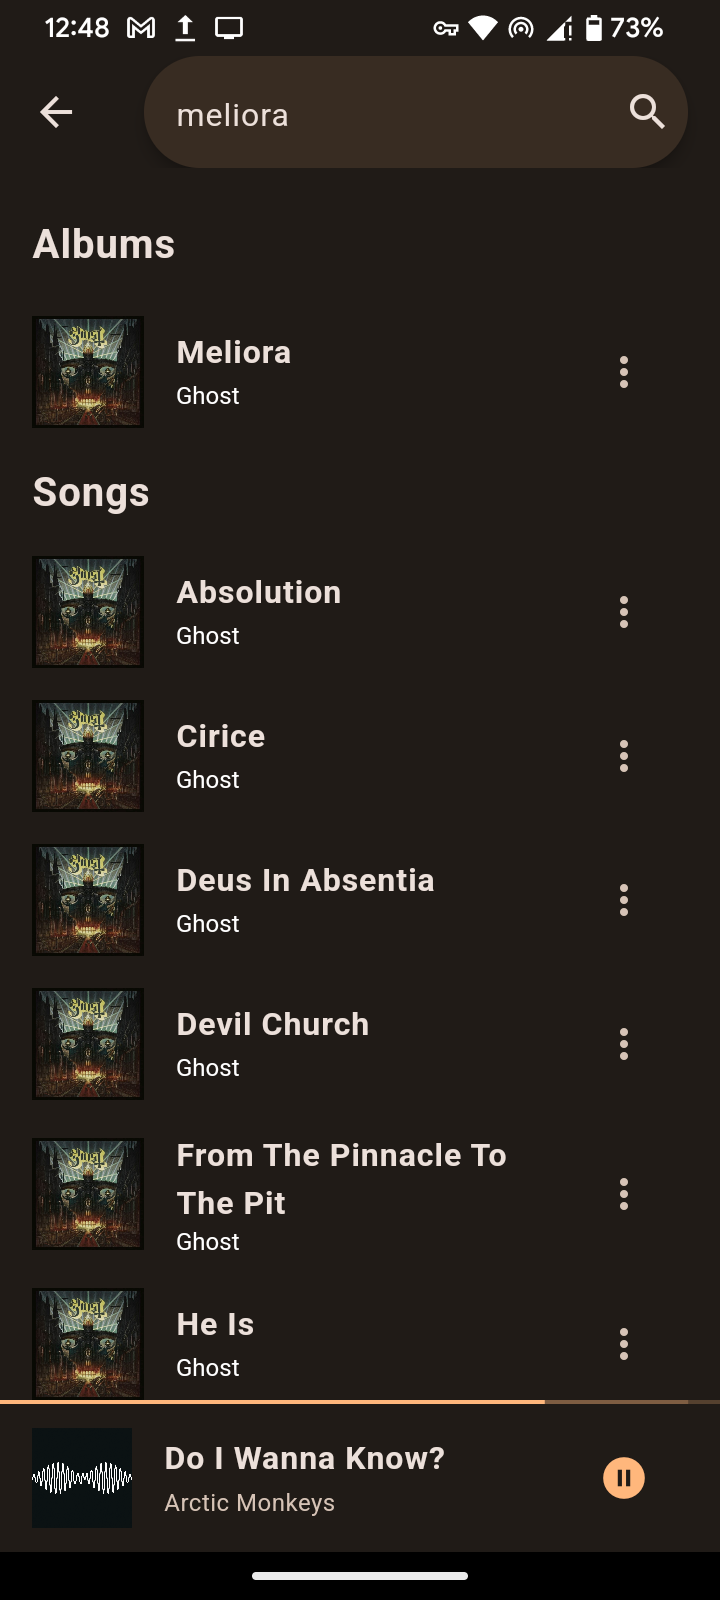 12:48
73%
meliora
Albums
Meliora
Ghost
Songs
Absolution
Ghost
Cirice
Ghost
Deus In Absentia
Ghost
Devil Church
Ghost
From The Pinnacle To
The Pit
Ghost
He Is
Ghost
Do I Wanna Know?
Arctic Monkeys